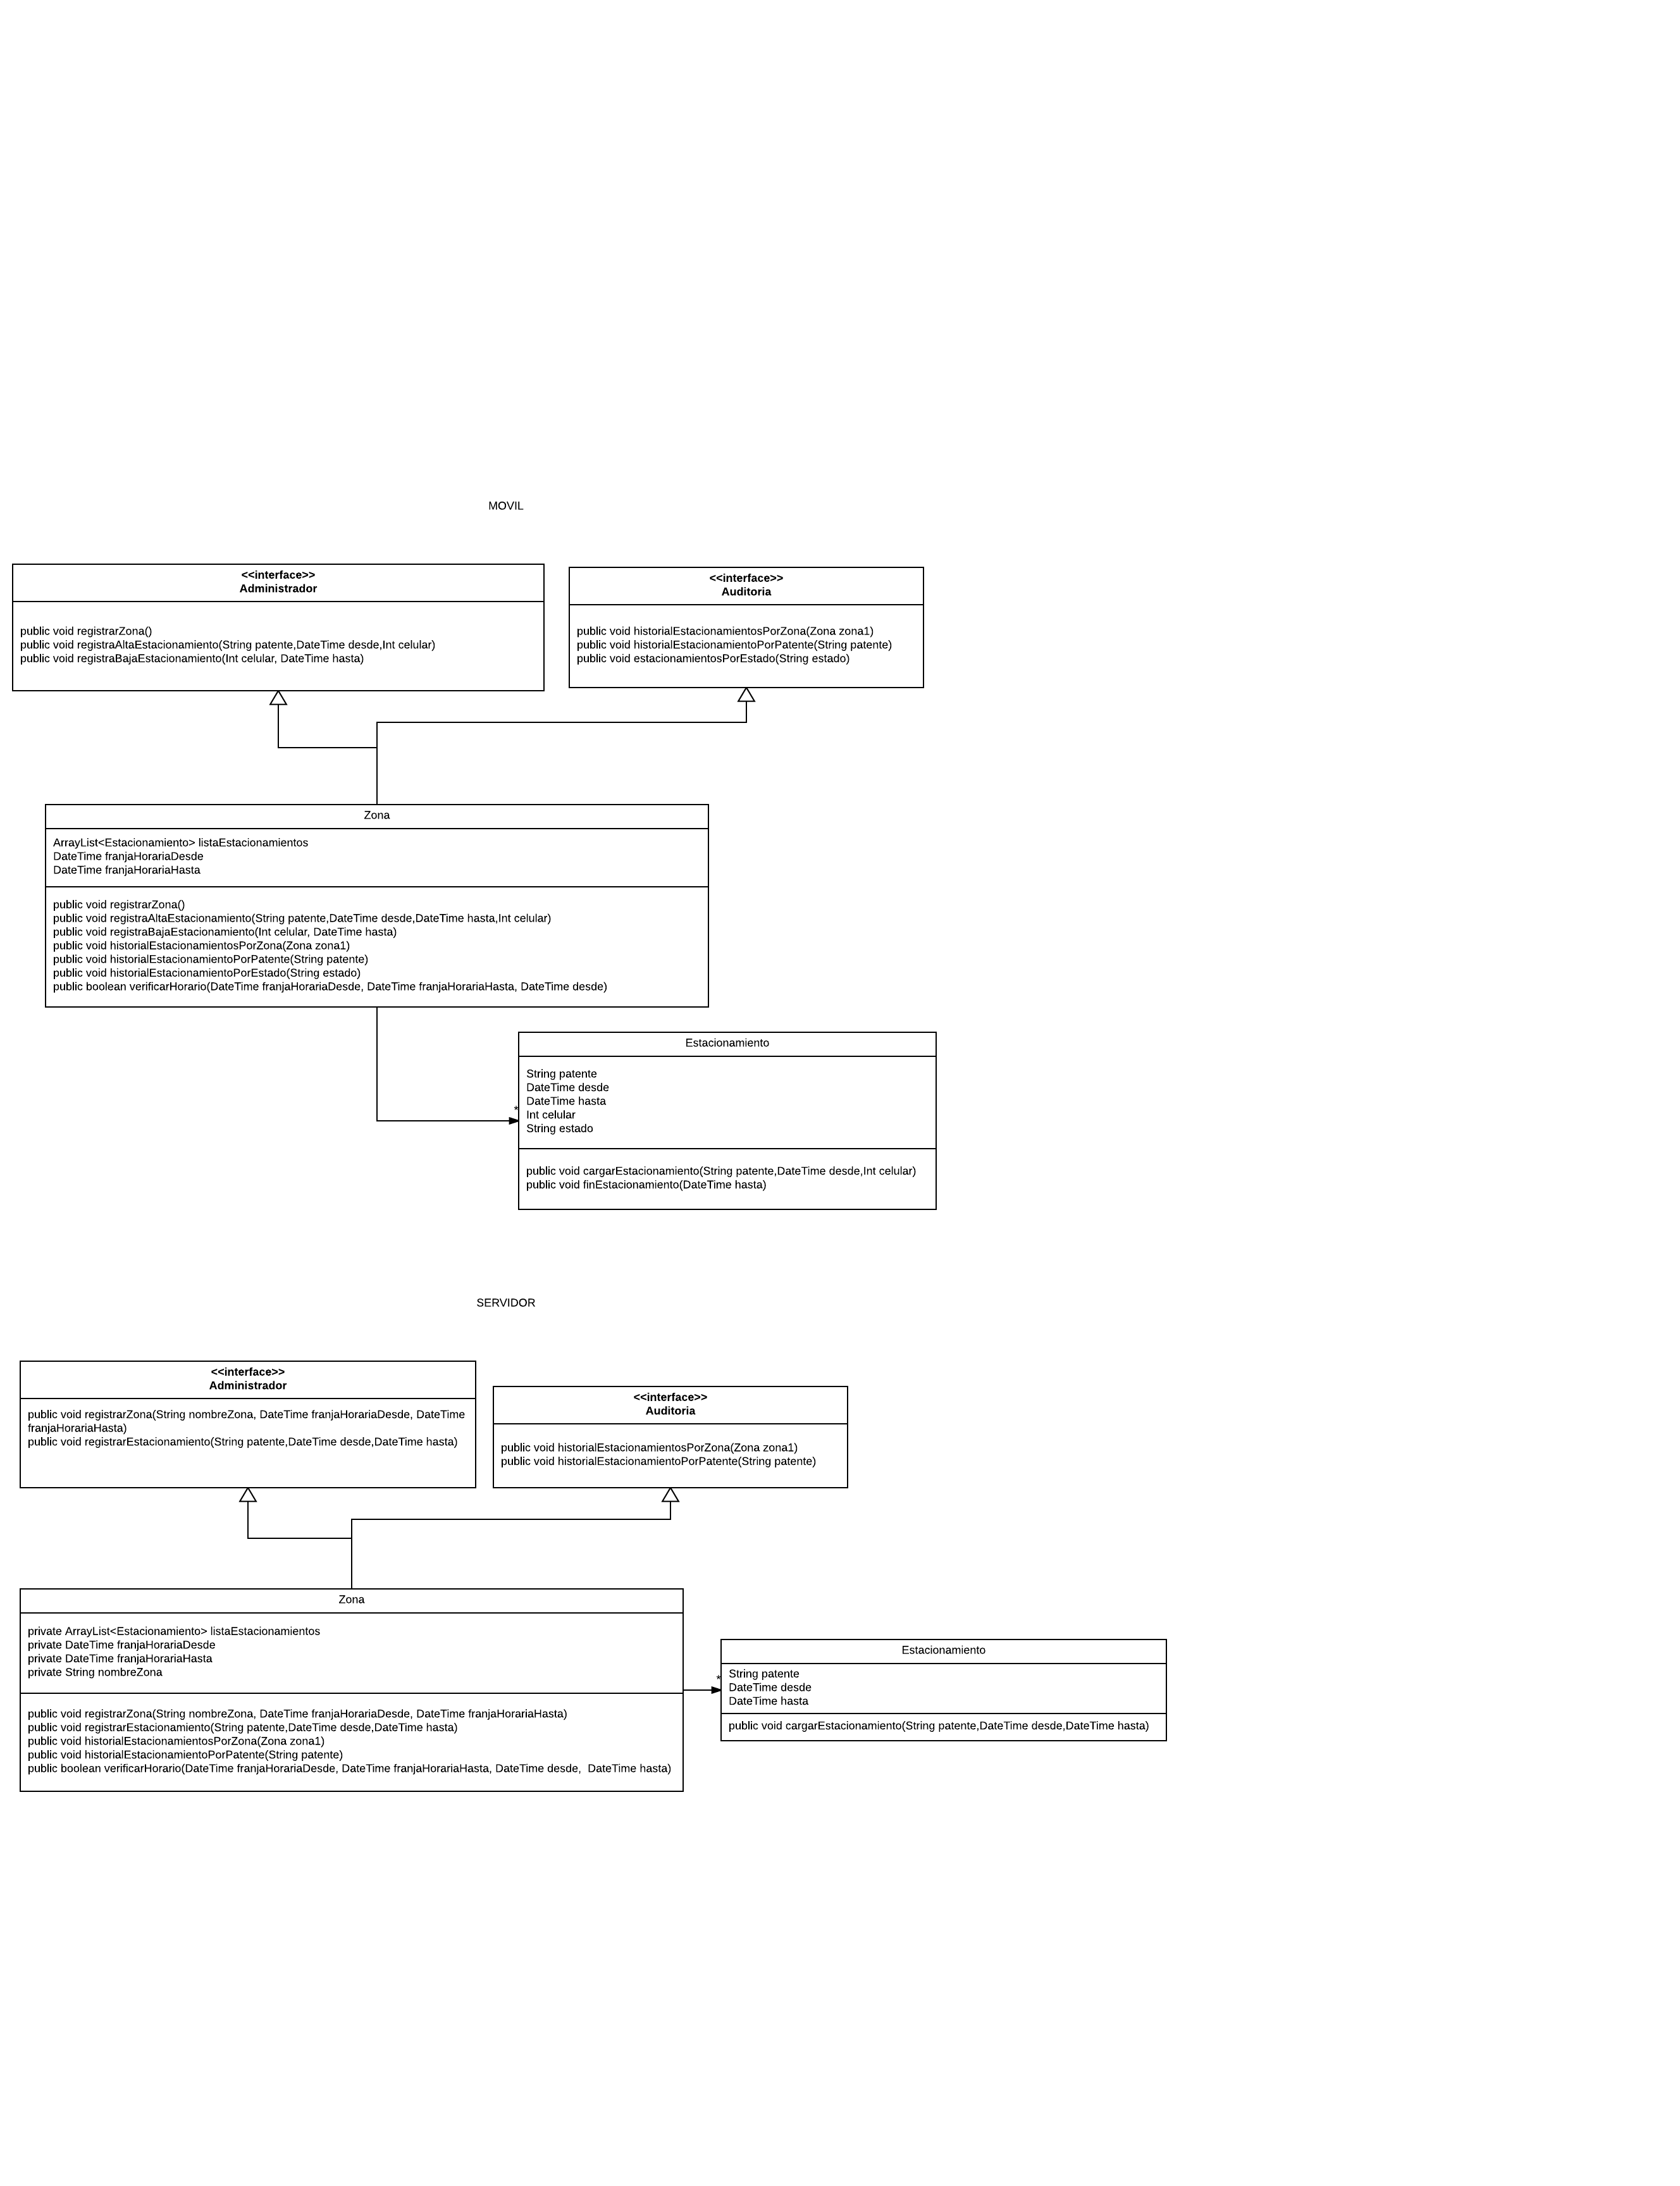 MOVIL
<<interface>>
Administrador
public void registrarZona()
public void registraAltaEstacionamiento(String patente,DateTime desde,Int celular)
public void registraBajaEstacionamiento(Int celular, DateTime hasta)
<<interface>>
Auditoria
public void historialEstacionamientosPorZona(Zona zona1)
public void historialEstacionamientoPorPatente(String patente)
public void estacionamientosPorEstado(String estado)
Zona
ArrayList<Estacionamiento> listaEstacionamientos
DateTime franjaHorariaDesde
DateTime franjaHorariaHasta
public void registrarZona()
public void registraAltaEstacionamiento(String patente,DateTime desde,DateTime hasta,Int celular)
public void registraBajaEstacionamiento(Int celular, DateTime hasta)
public void historialEstacionamientosPorZona(Zona zona1)
public void historialEstacionamientoPorPatente(String patente)
public void historialEstacionamientoPorEstado(String estado)
public boolean verificarHorario(DateTime franjaHorariaDesde, DateTime franjaHorariaHasta, DateTime desde)
*
Estacionamiento
String patente
DateTime desde
DateTime hasta
Int celular
String estado
public void cargarEstacionamiento(String patente,DateTime desde,Int celular)
public void finEstacionamiento(DateTime hasta)
SERVIDOR
<<interface>>
Administrador
public void registrarZona(String nombreZona, DateTime franjaHorariaDesde, DateTime
franjaHorariaHasta)
public void registrarEstacionamiento(String patente,DateTime desde,DateTime hasta)
<<interface>>
Auditoria
public void historialEstacionamientosPorZona(Zona zona1)
public void historialEstacionamientoPorPatente(String patente)
Zona
private ArrayList<Estacionamiento> listaEstacionamientos
private DateTime franjaHorariaDesde
private DateTime franjaHorariaHasta
private String nombreZona
public void registrarZona(String nombreZona, DateTime franjaHorariaDesde, DateTime franjaHorariaHasta)
public void registrarEstacionamiento(String patente,DateTime desde,DateTime hasta)
public void historialEstacionamientosPorZona(Zona zona1)
public void historialEstacionamientoPorPatente(String patente)
public boolean verificarHorario(DateTime franjaHorariaDesde, DateTime franjaHorariaHasta, DateTime desde,  DateTime hasta)
*
Estacionamiento
String patente
DateTime desde
DateTime hasta
public void cargarEstacionamiento(String patente,DateTime desde,DateTime hasta)